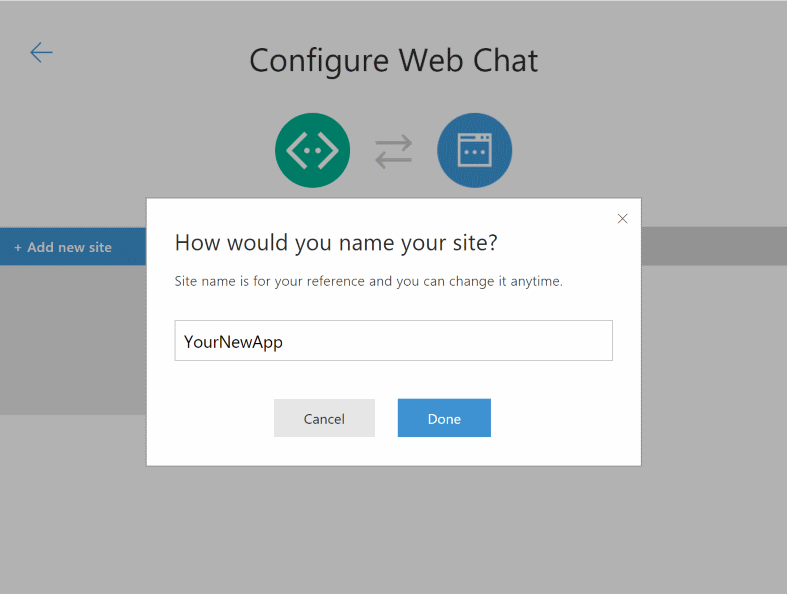 Configure Web Chat
+ Add new site
How would you name your site?
Site name is for your reference and you can change it anytime.
YourNewApp
Cancel
Done